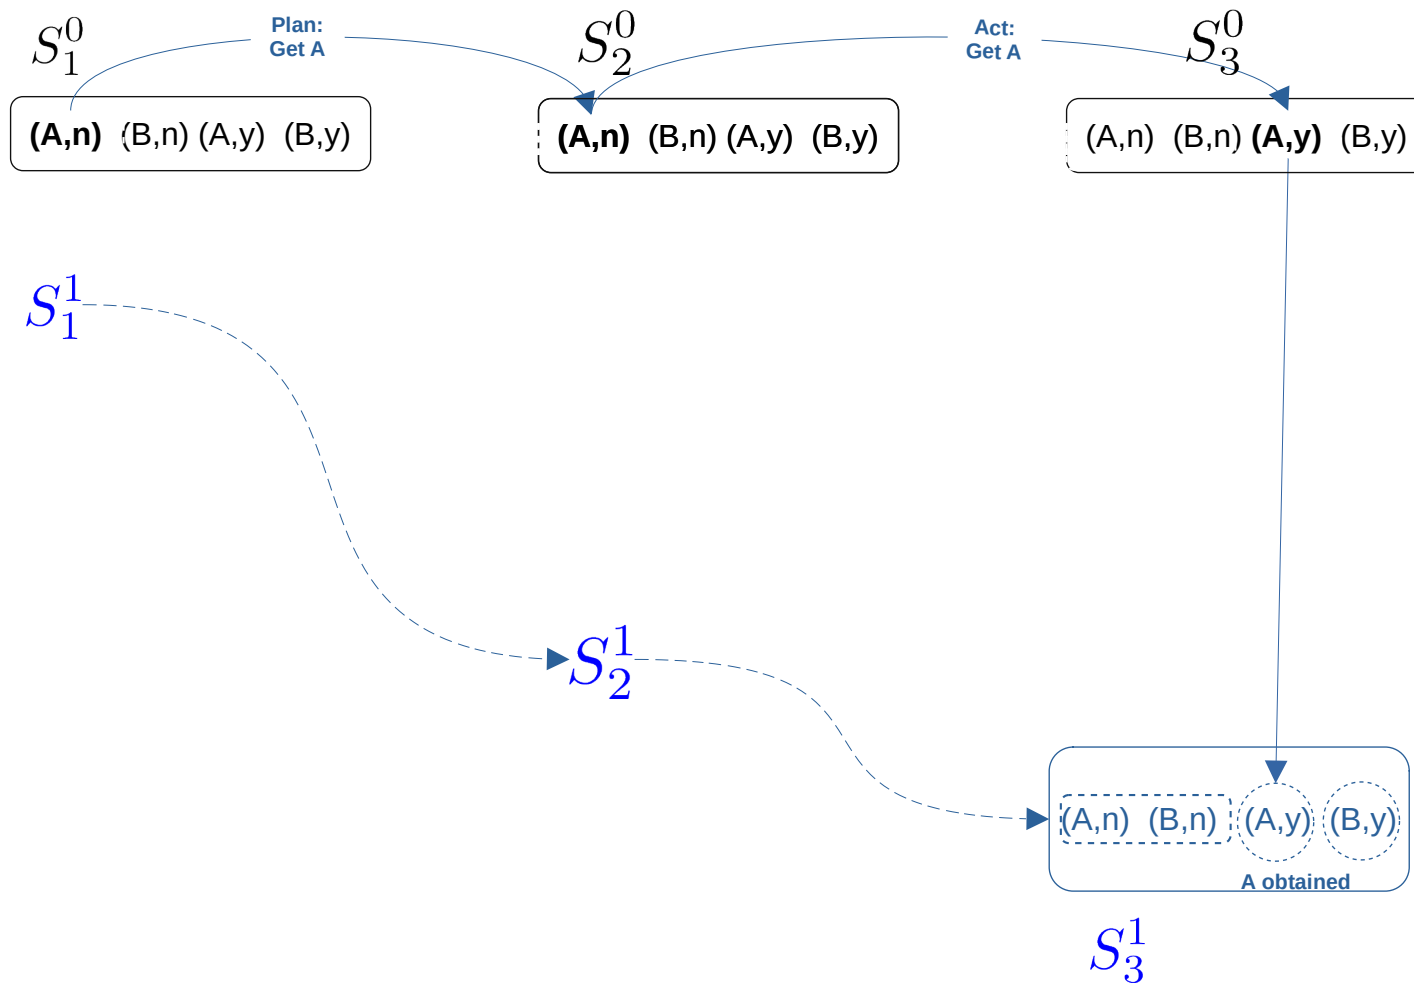 S_1^0
Plan:
Get A
S_2^0
Act:
Get A
S_3^0
(A,n) (B,n) (A,y) (B,y)
(A,n) (B,n) (A,y) (B,y)
(A,n) (B,n) (A,y) (B,y)
S_1^1
S_2^1
(A,n) (B,n) (A,y) (B,y)
A obtained
S_3^1